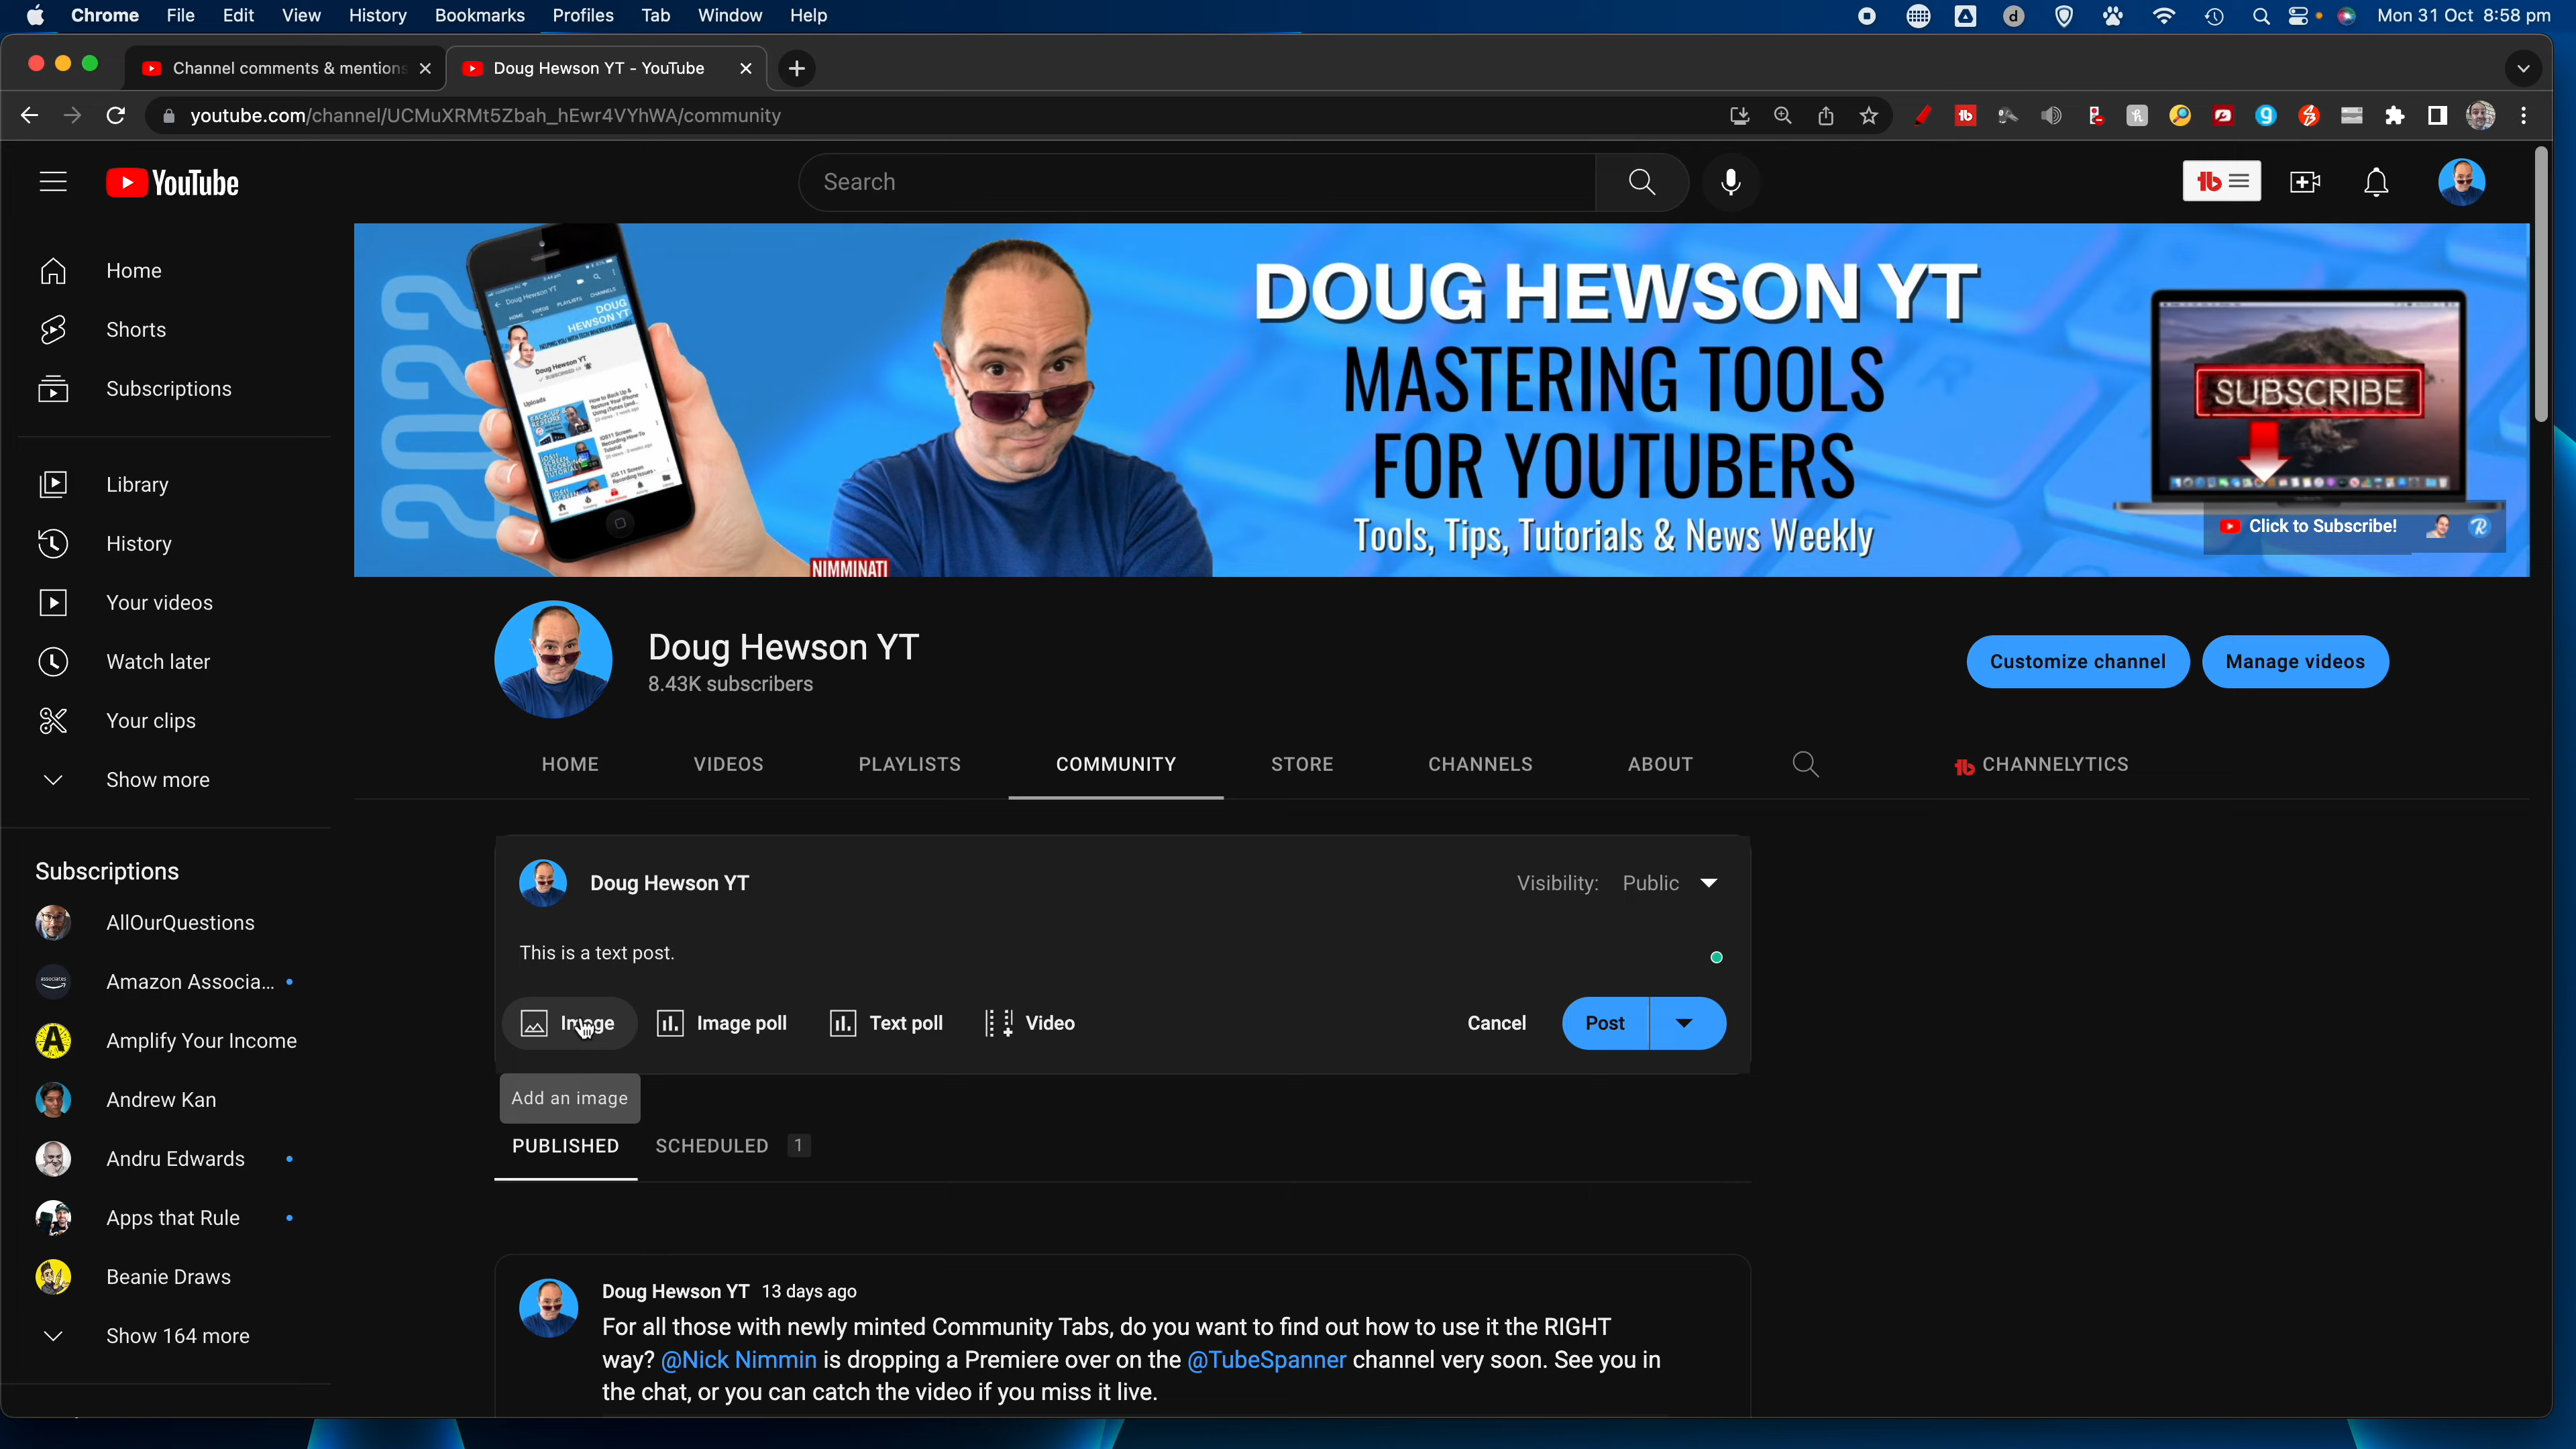 Chrome File Edit View History Bookmarks Profiles Tab Window Help
Mon 31 Oct 8:58 pm
Channel comments & mentions
Doug Hewson YT - YouTube
youtube.com/channel/UCMuXRMt5Zbah_hEwr4VYhWA/community
YouTube
Search
Home
Shorts
Subscriptions
Library
History
Your videos
Watch later
Your clips
Show more
Subscriptions
AllOurQuestions
Amazon Associa...
Amplify Your Income
Andrew Kan
Andru Edwards
Apps that Rule
Beanie Draws
Show 164 more
2022
Doug Hewson YT
NIMMINATI
DOUG HEWSON YT
MASTERING TOOLS
FOR YOUTUBERS
Tools, Tips, Tutorials & News Weekly
SUBSCRIBE
Click to Subscribe!
Doug Hewson YT
8.43K subscribers
Customize channel
Manage videos
HOME VIDEOS PLAYLISTS COMMUNITY STORE CHANNELS ABOUT CHANNELYTICS
Doug Hewson YT
Visibility: Public
This is a text post.
Image Image poll Text poll Video Cancel Post
Add an image
PUBLISHED SCHEDULED 1
Doug Hewson YT 13 days ago
For all those with newly minted Community Tabs, do you want to find out how to use it the RIGHT
way? @Nick Nimmin is dropping a Premiere over on the @TubeSpanner channel very soon. See you in
the chat, or you can catch the video if you miss it live.